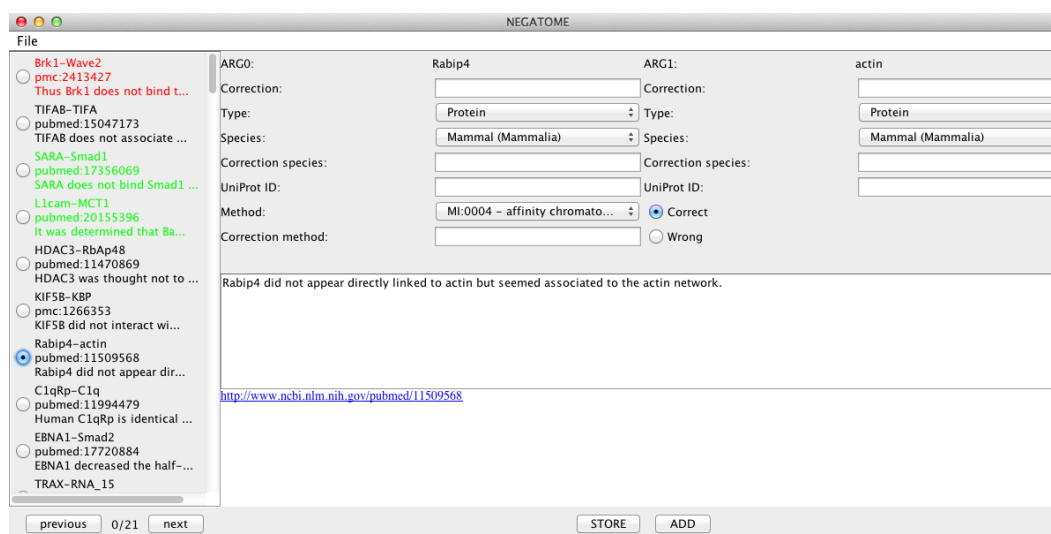 NEGATOME
File
Brk1-Wave2
pmc:2413427
Thus Brk1 does not bind t...
TIFAB-TIFA
pubmed:15047173
TIFAB does not associate ...
SARA-Smad1
pubmed:17356069
SARA does not bind Smad1 ...
L1cam-MCT1
pubmed:20155396
It was determined that Ba...
HDAC3-RbAp48
pubmed:11470869
HDAC3 was thought not to ...
KIF5B-KBP
pmc:1266353
KIF5B did not interact wi...
Rabip4-actin
pubmed:11509568
Rabip4 did not appear dir...
C1qRp-C1q
pubmed:11994479
Human C1qRp is identical ...
EBNA1-Smad2
pubmed:17720884
EBNA1 decreased the half-...
TRAX-RNA_15
ARG0: Rabip4 ARG1: actin
Correction: Correction:
Type: Protein Type: Protein
Species: Mammal (Mammalia) Species: Mammal (Mammalia)
Correction species: Correction species:
UniProt ID: UniProt ID:
Method: MI:0004 - affinity chromato... Correct
Correction method: Wrong
Rabip4 did not appear directly linked to actin but seemed associated to the actin network.
http://www.ncbi.nlm.nih.gov/pubmed/11509568
previous 0/21 next STORE ADD